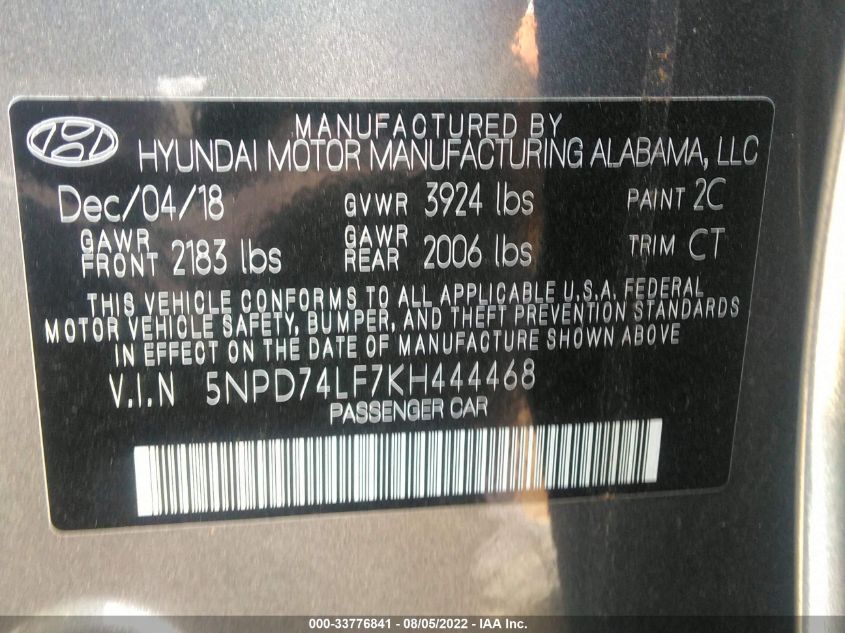 MANUFACTURED BY
HYUNDAI MOTOR MANUFACTURING ALABAMA, LLC
Dec/04/18 GVWR 3924 lbs PAINT 2C
GAWR FRONT 2183 lbs GAWR REAR 2006 lbs TRIM CT
THIS VEHICLE CONFORMS TO ALL APPLICABLE U.S.A. FEDERAL
MOTOR VEHICLE SAFETY, BUMPER, AND THEFT PREVENTION STANDARDS
IN EFFECT ON THE DATE OF MANUFACTURE SHOWN ABOVE
V.I.N 5NPD74LF7KH444468
PASSENGER CAR
000-33776841 - 08/05/2022 - IAA Inc.